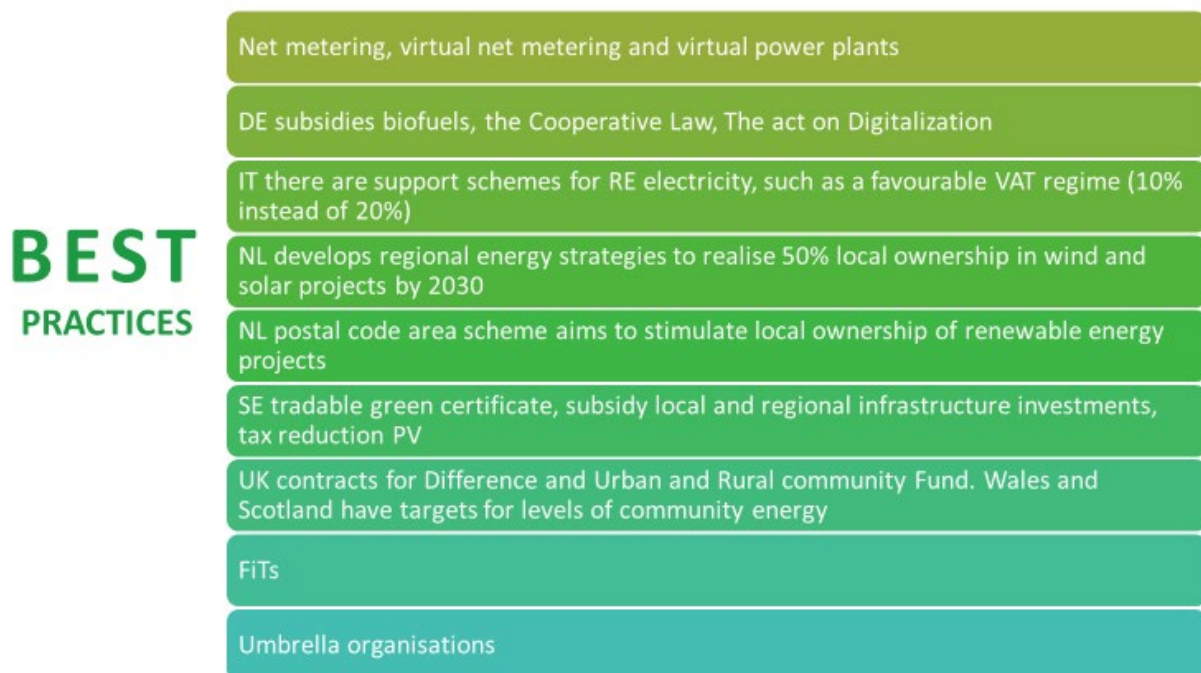 BEST
PRACTICES
Net metering, virtual net metering and virtual power plants
DE subsidies biofuels, the Cooperative Law, The act on Digitalization
IT there are support schemes for RE electricity, such as a favourable VAT regime (10%
instead of 20%)
NL develops regional energy strategies to realise 50% local ownership in wind and
solar projects by 2030
NL postal code area scheme aims to stimulate local ownership of renewable energy
projects
SE tradable green certificate, subsidy local and regional infrastructure investments,
tax reduction PV
UK contracts for Difference and Urban and Rural community Fund. Wales and
Scotland have targets for levels of community energy
FiTs
Umbrella organisations